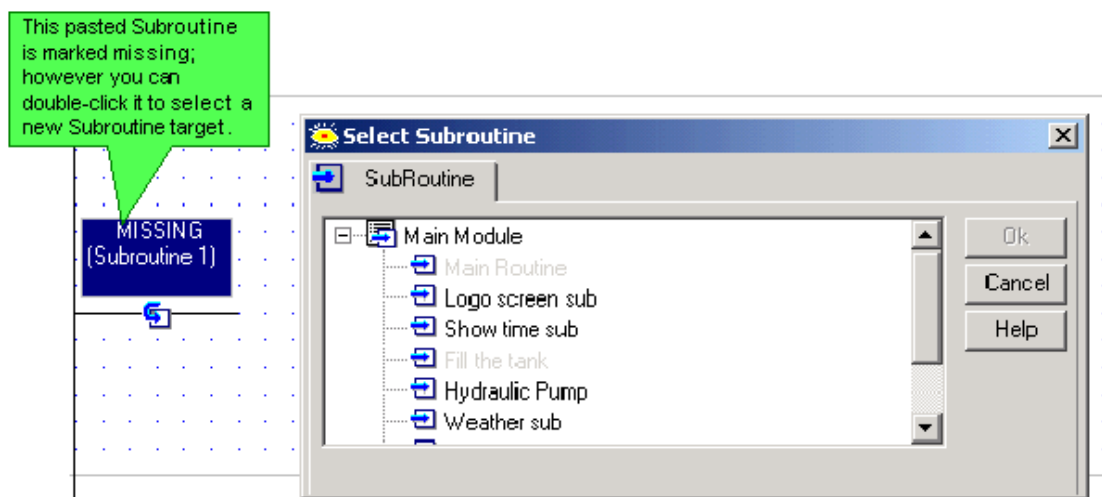 This pasted Subroutine
is marked missing;
however you can
double-click it to select a
new Subroutine target.
Select Subroutine
SubRoutine
MISSING
(Subroutine 1)
Main Module
Main Routine
Logo screen sub
Show time sub
Fill the tank
Hydraulic Pump
Weather sub
Ok
Cancel
Help